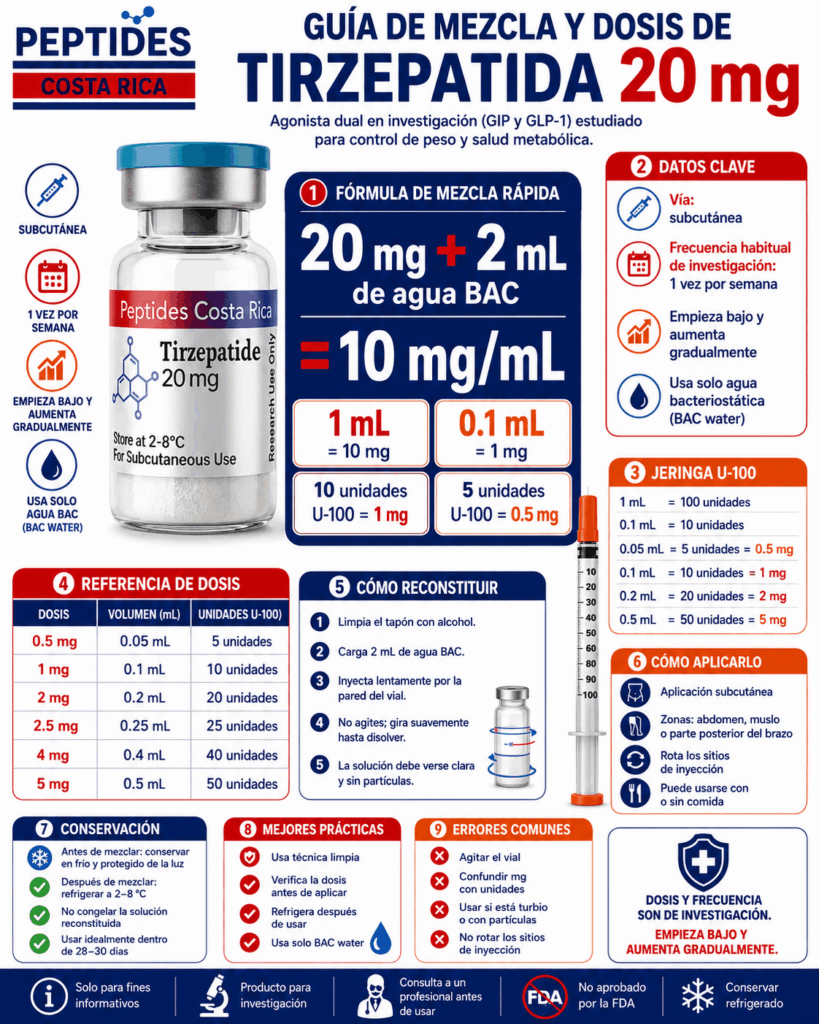 PEPTIDES
COSTA RICA
GUÍA DE MEZCLA Y DOSIS DE
TIRZEPATIDA 20 mg
Agonista dual en investigación (GIP y GLP-1) estudiado
para control de peso y salud metabólica.
SUBCUTÁNEA
1 VEZ POR
SEMANA
EMPIEZA BAJO Y
AUMENTA
GRADUALMENTE
USA SOLO
AGUA BAC
(BAC WATER)
Peptides Costa Rica
Tirzepatide
20 mg
Store at 2-8°C
For Subcutaneous Use
Research Use Only
1 FÓRMULA DE MEZCLA RÁPIDA
20 mg + 2 mL
de agua BAC
= 10 mg/mL
1 mL
= 10 mg
0.1 mL
= 1 mg
10 unidades
U-100 = 1 mg
5 unidades
U-100 = 0.5 mg
2 DATOS CLAVE
Vía:
subcutánea
Frecuencia habitual
de investigación:
1 vez por semana
Empieza bajo y
aumenta
gradualmente
Usa solo agua
bacteriostática
(BAC water)
3 JERINGA U-100
1 mL = 100 unidades
0.1 mL = 10 unidades
0.05 mL = 5 unidades = 0.5 mg
0.1 mL = 10 unidades = 1 mg
0.2 mL = 20 unidades = 2 mg
0.5 mL = 50 unidades = 5 mg
10
20
30
40
50
60
80
90
100
4 REFERENCIA DE DOSIS
DOSIS VOLUMEN (mL) UNIDADES U-100)
0.5 mg 0.05 mL 5 unidades
1 mg 0.1 mL 10 unidades
2 mg 0.2 mL 20 unidades
2.5 mg 0.25 mL 25 unidades
4 mg 0.4 mL 40 unidades
5 mg 0.5 mL 50 unidades
5 CÓMO RECONSTITUIR
1 Limpia el tapón con alcohol.
2 Carga 2 mL de agua BAC.
3 Inyecta lentamente por la
pared del vial.
4 No agites; gira suavemente
hasta disolver.
5 La solución debe verse clara
y sin partículas.
6 CÓMO APLICARLO
Aplicación subcutánea
Zonas: abdomen, muslo
o parte posterior del brazo
Rota los sitios
de inyección
Puede usarse con
o sin comida
7 CONSERVACIÓN
Antes de mezclar: conservar
en frío y protegido de la luz
Después de mezclar:
refrigerar a 2–8 °C
No congelar la solución
reconstituida
Usar idealmente dentro
de 28–30 días
8 MEJORES PRÁCTICAS
Usa técnica limpia
Verifica la dosis
antes de aplicar
Refrigera después
de usar
Usa solo BAC water
9 ERRORES COMUNES
Agitar el vial
Confundir mg
con unidades
Usar si está turbio
o con partículas
No rotar los sitios
de inyección
DOSIS Y FRECUENCIA
SON DE INVESTIGACIÓN.
EMPIEZA BAJO Y
AUMENTA GRADUALMENTE.
Solo para fines
informativos
Producto para
investigación
Consulta a un
profesional antes
de usar
FDA
No aprobado
por la FDA
Conservar
refrigerado